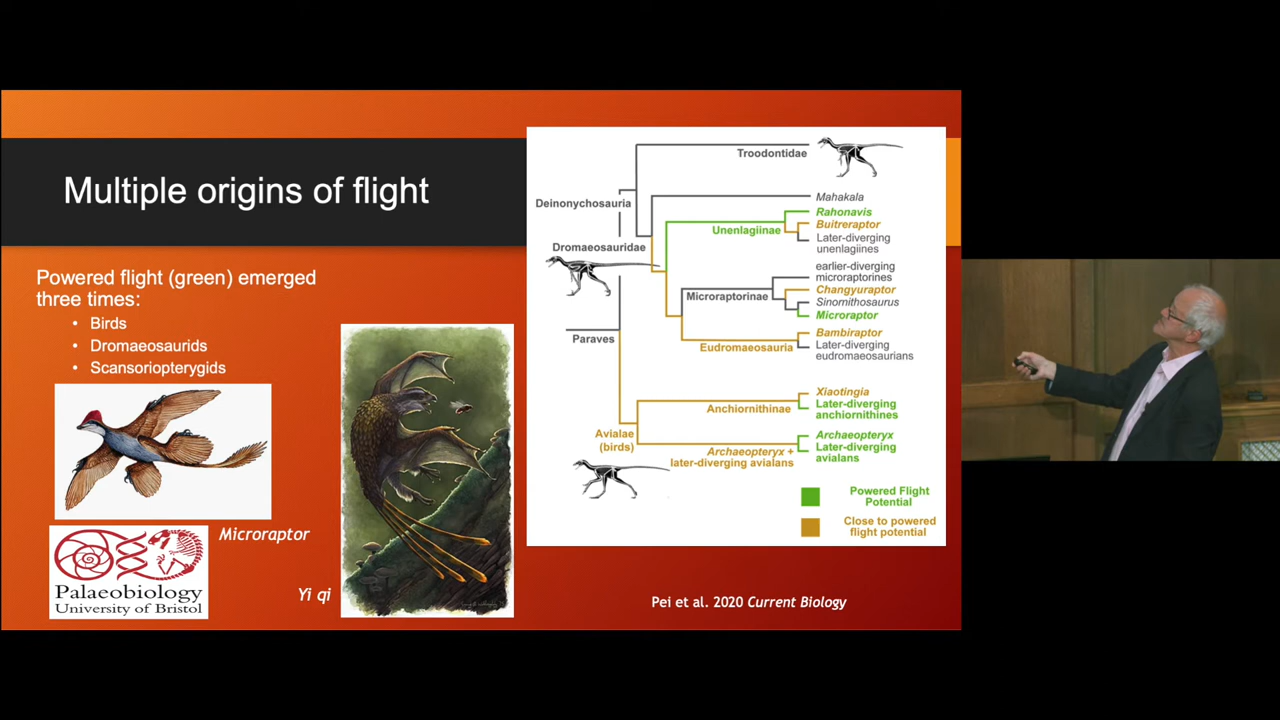 Multiple origins of flight
Powered flight (green) emerged
three times:
• Birds
• Dromaeosaurids
• Scansoriopterygids
Microraptor
Palaeobiology
University of Bristol
Yi qi
Troodontidae
Deinonychosauria
Mahakala
Rahonavis
Unenlagiinae
Buitreraptor
Later-diverging
unenlagiines
Dromaeosauridae
earlier-diverging
microraptorines
Microraptorinae
Changyuraptor
Sinornithosaurus
Microraptor
Paraves
Bambiraptor
Eudromaeosauria
Later-diverging
eudromaeosaurians
Xiaotingia
Anchiornithinae
Later-diverging
anchiornithines
Avialae
(birds)
Archaeopteryx
Archaeopteryx +
later-diverging avialans
Later-diverging
avialans
Powered Flight
Potential
Close to powered
flight potential
Pei et al. 2020 Current Biology